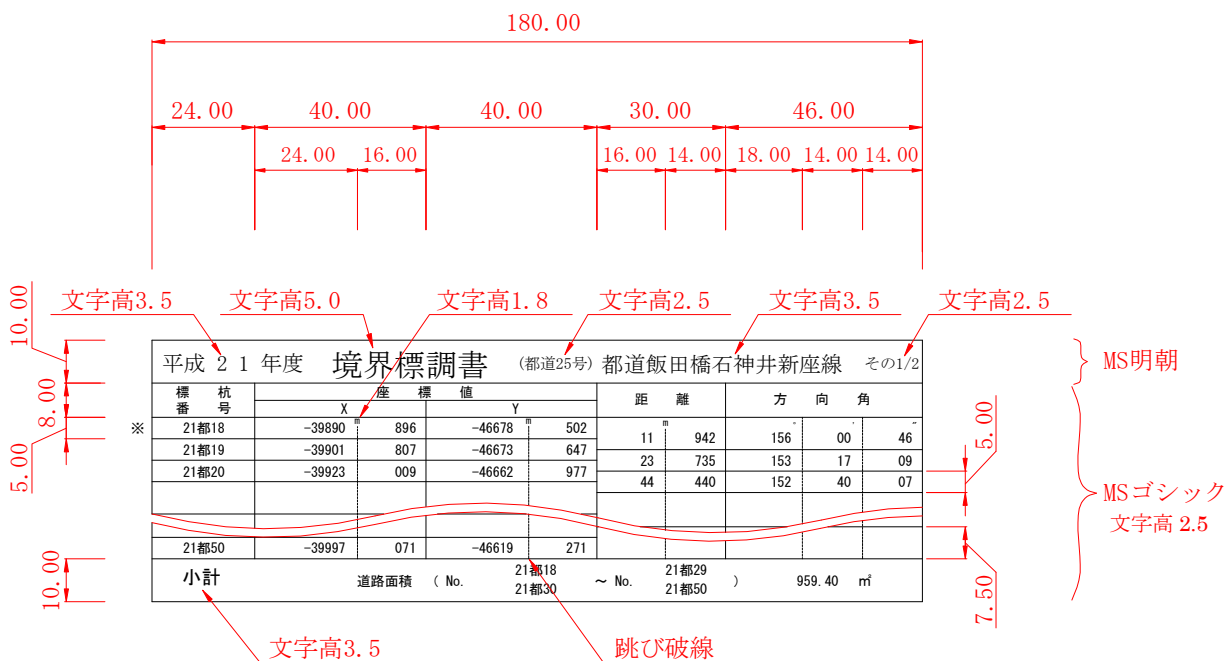 180.00
24.00 40.00 40.00 30.00 46.00
24.00 16.00 16.00 14.00 18.00 14.00 14.00
10.00 文字高3.5 文字高5.0 文字高1.8 文字高2.5 文字高3.5 文字高2.5
平成 21 年度 境界標調書 (都道25号) 都道飯田橋石神井新座線 その1/2 MS明朝
8.00 標 杭 座 標 値 距 離 方 向 角
番 号 X Y
※ 21都18 -39890 m 896 -46678 m 502
m 11 942 156 ° 00 ′ 46 ″
5.00 21都19 -39901 807 -46673 647 5.00
23 735 153 17 09
21都20 -39923 009 -46662 977
44 440 152 40 07
MSゴシック
文字高 2.5
21都50 -39997 071 -46619 271
10.00 小計 道路面積 ( No. 21都18 ～ No. 21都29 ) 959.40 ㎡ 7.50
21都30 21都50
文字高3.5 跳び破線